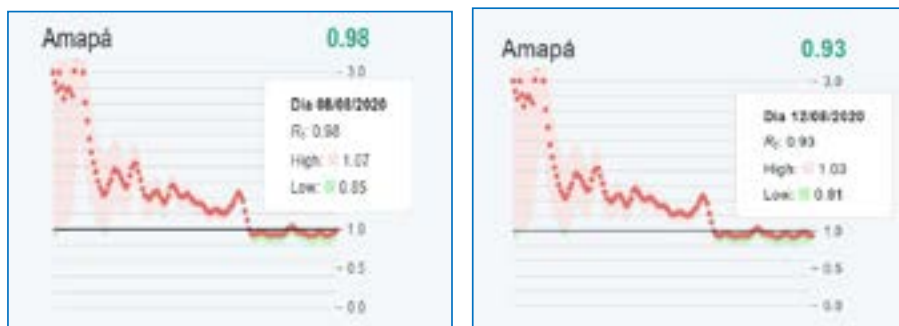 Amapá 0.98
3.0
Dia 08/08/2020
Rₜ: 0.98
High: 1.07
Low: 0.85
1.0
0.5
0.0
Amapá 0.93
3.0
Dia 12/08/2020
Rₜ: 0.93
High: 1.03
Low: 0.81
1.0
0.5
0.0